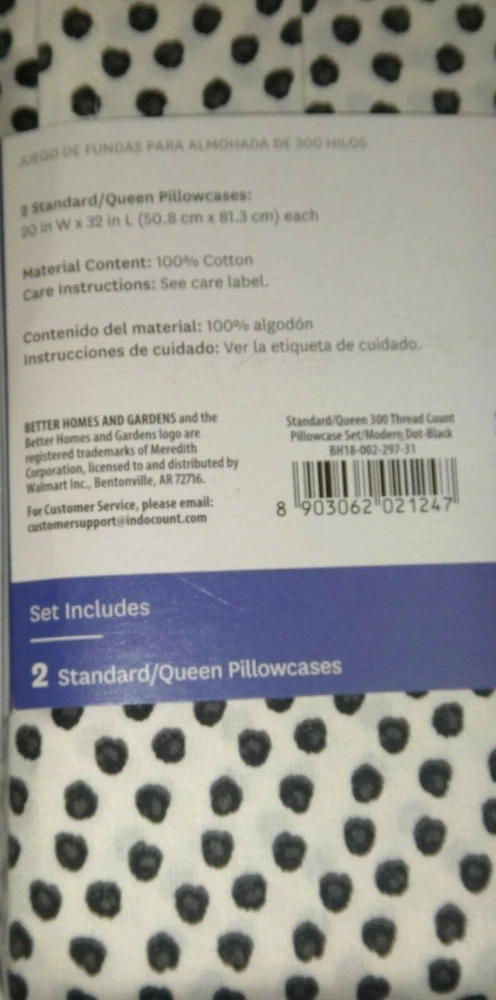 JUEGO DE FUNDAS PARA ALMOHADA DE 300 HILOS
2 Standard/Queen Pillowcases:
20 in W x 32 in L (50.8 cm x 81.3 cm) each
Material Content: 100% Cotton
Care Instructions: See care label.
Contenido del material: 100% algodón
Instrucciones de cuidado: Ver la etiqueta de cuidado.
BETTER HOMES AND GARDENS and the
Better Homes and Gardens logo are
registered trademarks of Meredith
Corporation, licensed to and distributed by
Walmart Inc., Bentonville, AR 72716.
For Customer Service, please email:
customersupport@indocount.com
Standard/Queen 300 Thread Count
Pillowcase Set/Modern Dot-Black
BH18-002-297-31
8 903062 021247
Set Includes
2 Standard/Queen Pillowcases